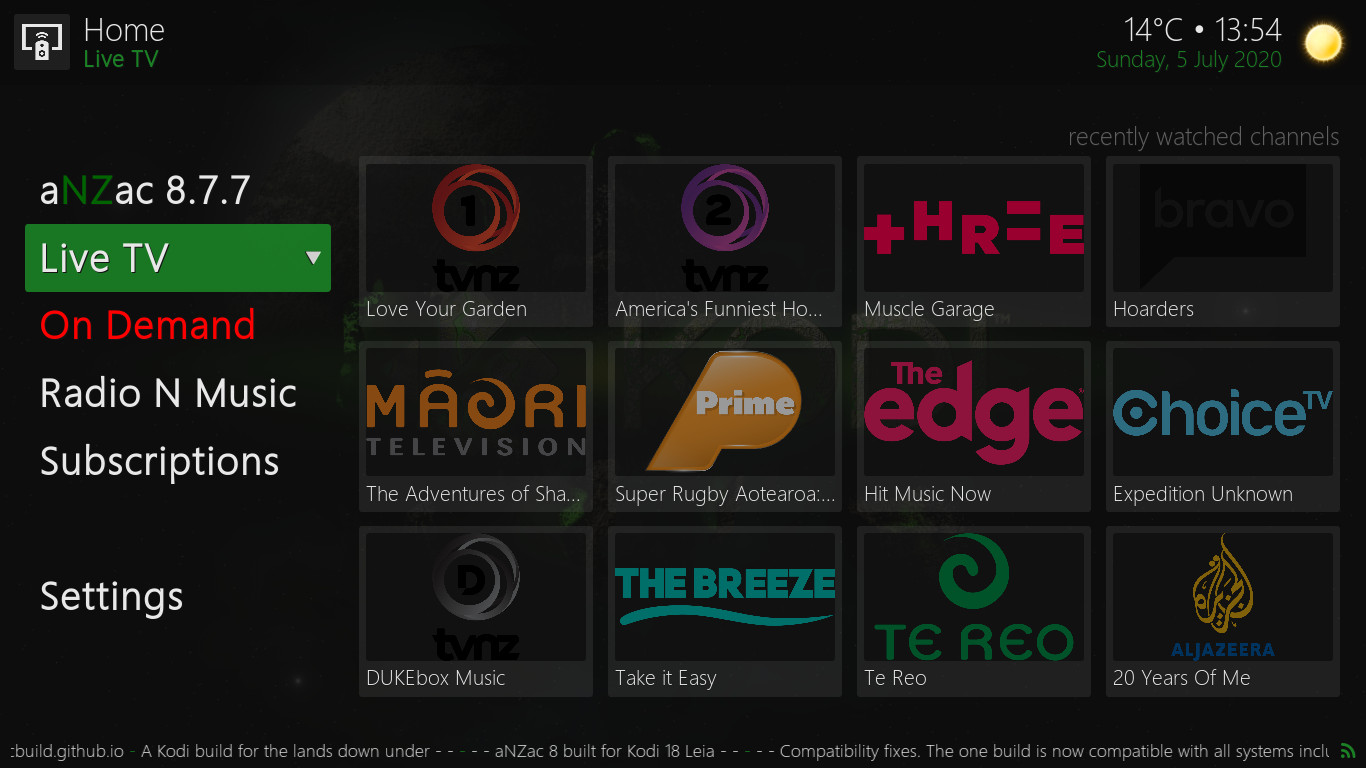 Home
Live TV
14°C • 13:54
Sunday, 5 July 2020
recently watched channels
aNZac 8.7.7
Live TV
On Demand
Radio N Music
Subscriptions
Settings
1
tvnz
Love Your Garden
2
tvnz
America's Funniest Ho...
+HR=E
Muscle Garage
bravo
Hoarders
MĀORI
TELEVISION
The Adventures of Sha...
Prime
Super Rugby Aotearoa:...
The
edge
Hit Music Now
Choice TV
Expedition Unknown
D
tvnz
DUKEbox Music
THE BREEZE
Take it Easy
TE REO
Te Reo
ALJAZEERA
20 Years Of Me
cbuild.github.io - A Kodi build for the lands down under - - - - - aNZac 8 built for Kodi 18 Leia - - - - - Compatibility fixes. The one build is now compatible with all systems inclu